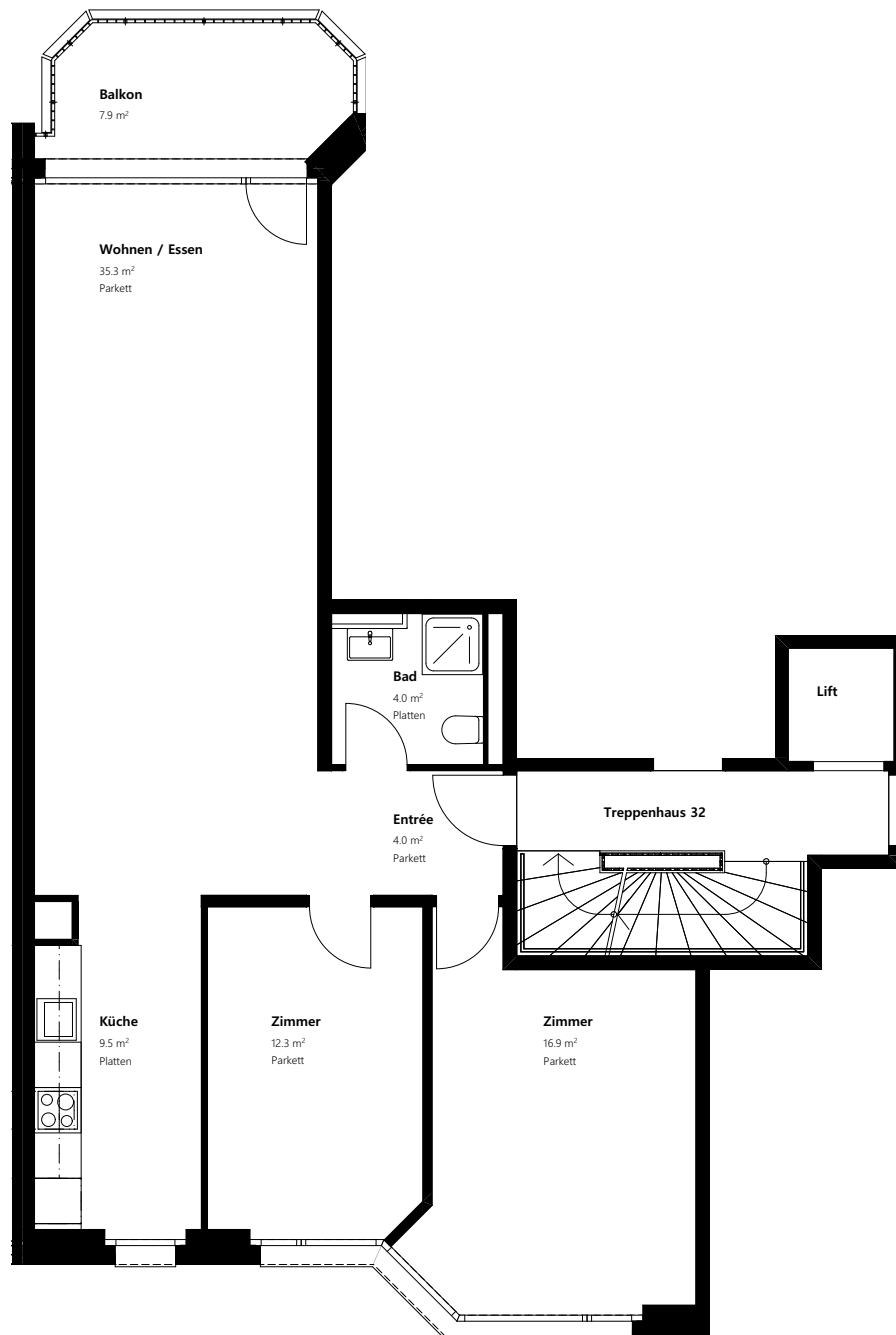 Balkon
7.9 m²
Wohnen / Essen
35.3 m²
Parkett
Bad
4.0 m²
Platten
Lift
Entrée
4.0 m²
Parkett
Treppenhaus 32
Küche
9.5 m²
Platten
Zimmer
12.3 m²
Parkett
Zimmer
16.9 m²
Parkett